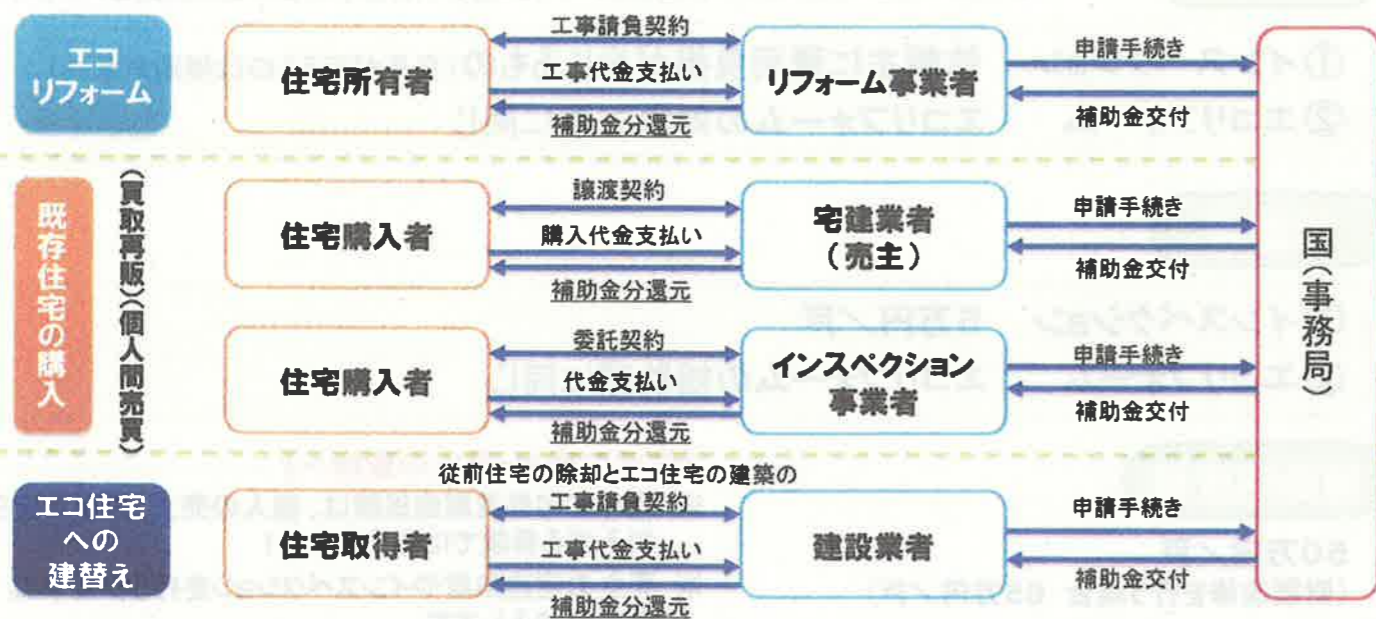 エコ
リフォーム
住宅所有者
工事請負契約
工事代金支払い
補助金分還元
リフォーム事業者
申請手続き
補助金交付
既存住宅の購入
(買取再販)(個人間売買)
住宅購入者
譲渡契約
購入代金支払い
補助金分還元
宅建業者
(売主)
申請手続き
補助金交付
住宅購入者
委託契約
代金支払い
補助金分還元
インスペクション
事業者
申請手続き
補助金交付
エコ住宅
への
建替え
従前住宅の除却とエコ住宅の建築の
住宅取得者
工事請負契約
工事代金支払い
補助金分還元
建設業者
申請手続き
補助金交付
国(事務局)